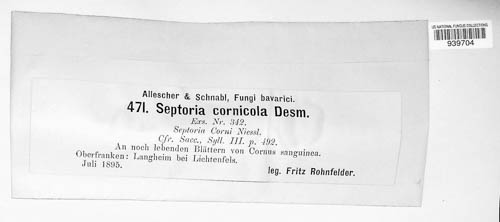 US NATIONAL FUNGUS COLLECTIONS
939704
Allescher & Schnabl, Fungi bavarici.
471. Septoria cornicola Desm.
Exs. Nr. 342.
Septoria Corni Niessl.
Cfr. Sacc., Syll. III. p. 492.
An noch lebenden Blättern von Cornus sanguinea.
Oberfranken: Langheim bei Lichtenfels.
Juli 1895.
leg. Fritz Rohnfelder.